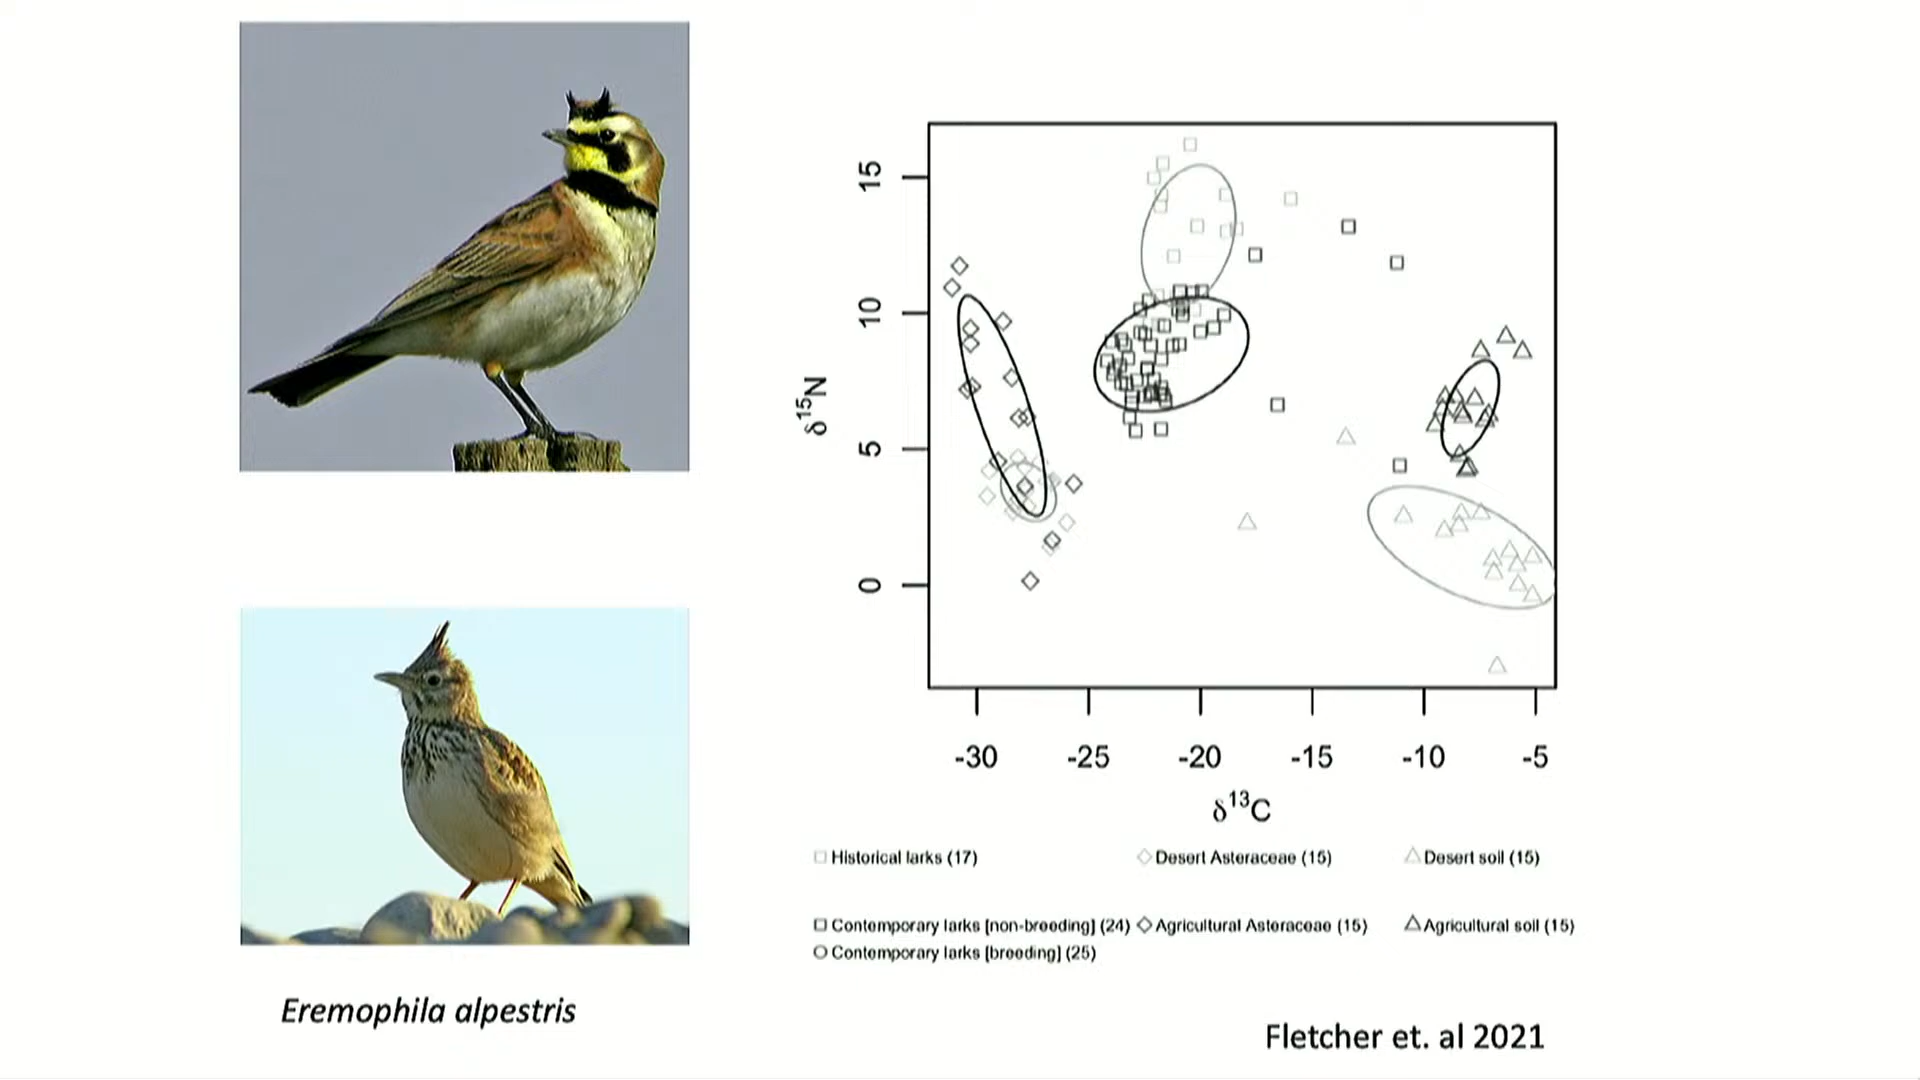 15
10
5
0
δ15N
-30 -25 -20 -15 -10 -5
δ13C
Historical larks (17) Desert Asteraceae (15) Desert soil (15)
Contemporary larks [non-breeding] (24) Agricultural Asteraceae (15) Agricultural soil (15)
Contemporary larks [breeding] (25)
Eremophila alpestris
Fletcher et. al 2021